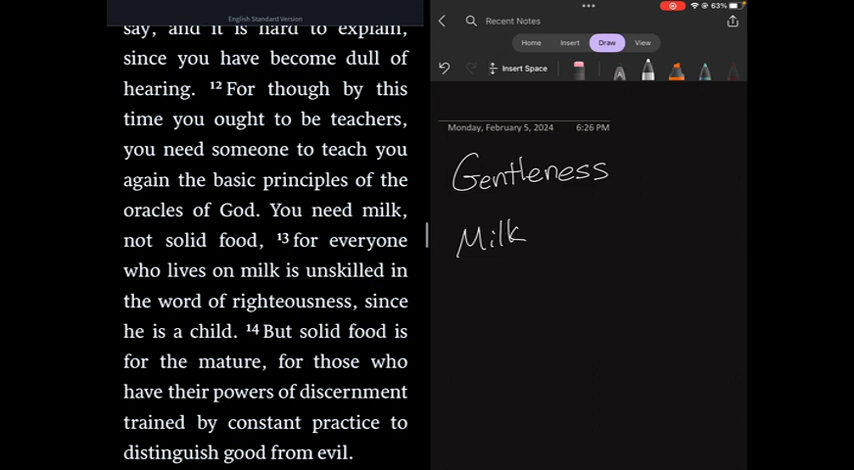 English Standard Version
say, and it is hard to explain,
since you have become dull of
hearing. 12 For though by this
time you ought to be teachers,
you need someone to teach you
again the basic principles of the
oracles of God. You need milk,
not solid food, 13 for everyone
who lives on milk is unskilled in
the word of righteousness, since
he is a child. 14 But solid food is
for the mature, for those who
have their powers of discernment
trained by constant practice to
distinguish good from evil.
63%
Recent Notes
Home Insert Draw View
Insert Space
Monday, February 5, 2024 6:26 PM
Gentleness
Milk